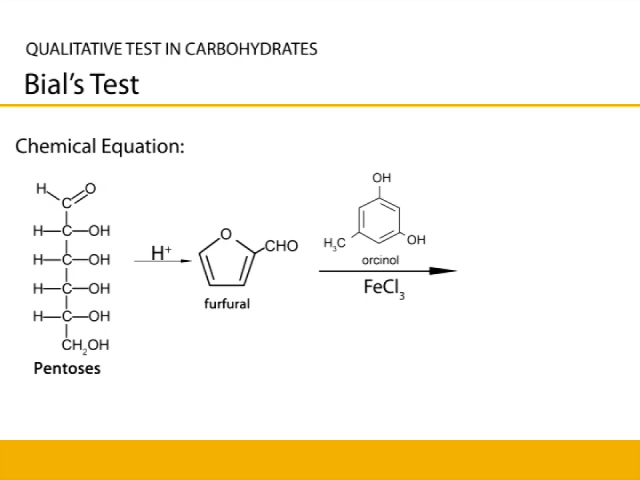 QUALITATIVE TEST IN CARBOHYDRATES
Bial's Test
Chemical Equation:
H
C
O
H—C—OH
H—C—OH
H—C—OH
H—C—OH
CH₂OH
Pentoses
H⁺
O
CHO
furfural
OH
H₃C
OH
orcinol
FeCl₃